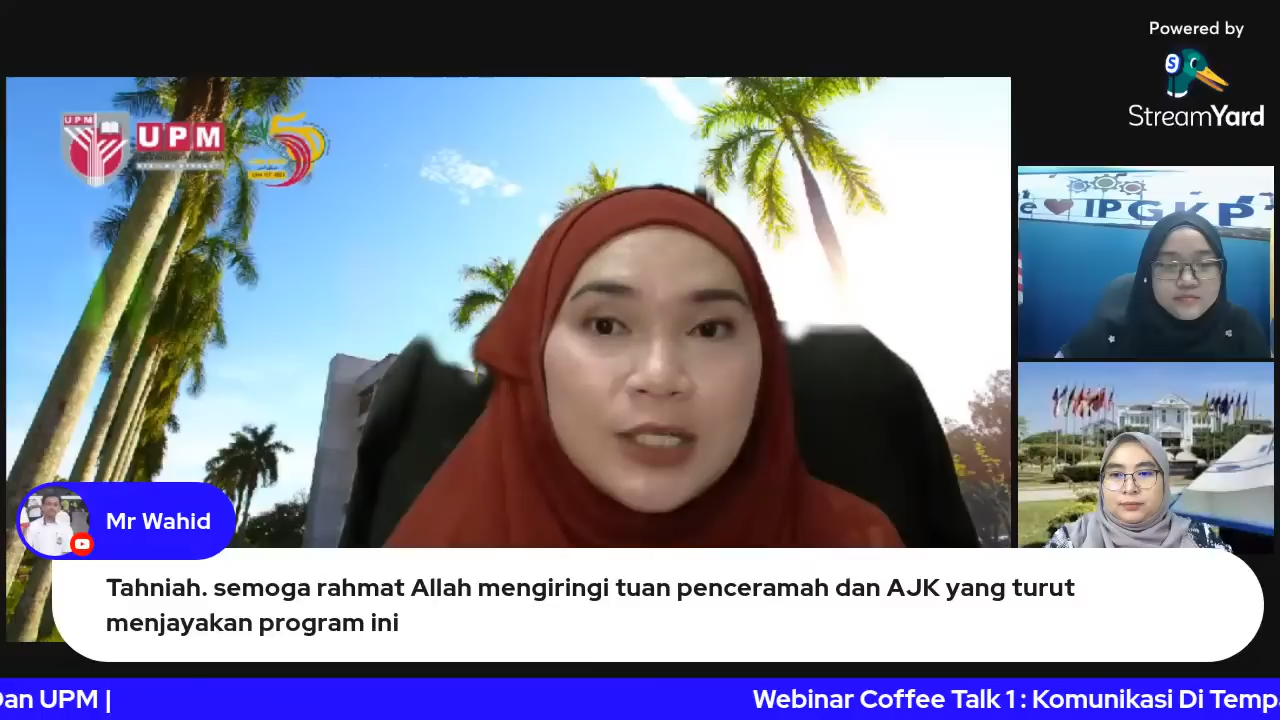 Powered by
StreamYard
UPM
UPM
IPGKP
Mr Wahid
Tahniah. semoga rahmat Allah mengiringi tuan penceramah dan AJK yang turut
menjayakan program ini
Dan UPM |
Webinar Coffee Talk 1 : Komunikasi Di Temp